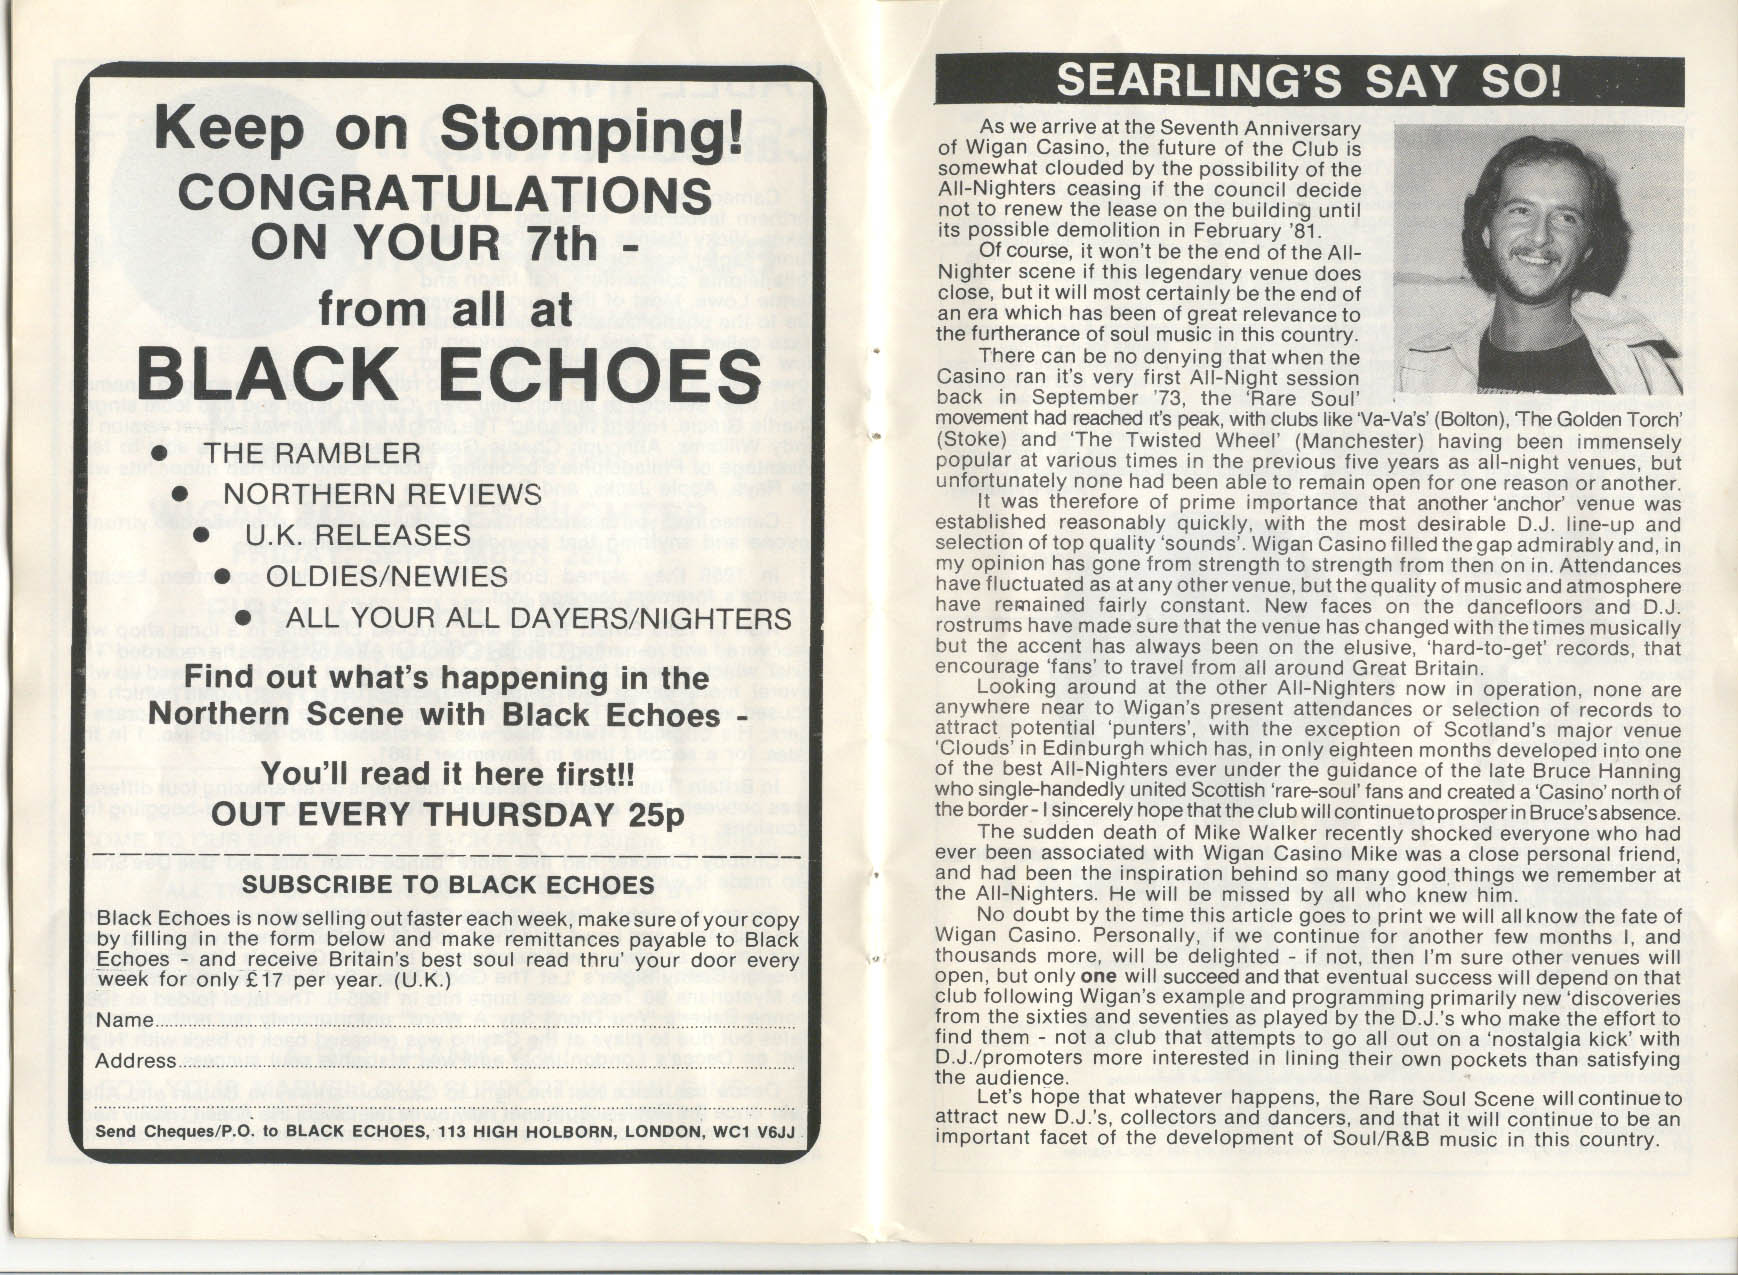 Keep on Stomping!
CONGRATULATIONS
ON YOUR 7th -
from all at
BLACK ECHOES
● THE RAMBLER
● NORTHERN REVIEWS
● U.K. RELEASES
● OLDIES/NEWIES
● ALL YOUR ALL DAYERS/NIGHTERS
Find out what's happening in the
Northern Scene with Black Echoes -
You'll read it here first!!
OUT EVERY THURSDAY 25p
SUBSCRIBE TO BLACK ECHOES
Black Echoes is now selling out faster each week, make sure of your copy
by filling in the form below and make remittances payable to Black
Echoes - and receive Britain's best soul read thru' your door every
week for only £17 per year. (U.K.)
Name
Address
Send Cheques/P.O. to BLACK ECHOES, 113 HIGH HOLBORN, LONDON, WC1 V6JJ
SEARLING'S SAY SO!
As we arrive at the Seventh Anniversary
of Wigan Casino, the future of the Club is
somewhat clouded by the possibility of the
All-Nighters ceasing if the council decide
not to renew the lease on the building until
its possible demolition in February '81.
Of course, it won't be the end of the All-
Nighter scene if this legendary venue does
close, but it will most certainly be the end of
an era which has been of great relevance to
the furtherance of soul music in this country.
There can be no denying that when the
Casino ran it's very first All-Night session
back in September '73, the 'Rare Soul'
movement had reached it's peak, with clubs like 'Va-Va's' (Bolton), 'The Golden Torch'
(Stoke) and 'The Twisted Wheel' (Manchester) having been immensely
popular at various times in the previous five years as all-night venues, but
unfortunately none had been able to remain open for one reason or another.
It was therefore of prime importance that another 'anchor' venue was
established reasonably quickly, with the most desirable D.J. line-up and
selection of top quality 'sounds'. Wigan Casino filled the gap admirably and, in
my opinion has gone from strength to strength from then on in. Attendances
have fluctuated as at any other venue, but the quality of music and atmosphere
have remained fairly constant. New faces on the dancefloors and D.J.
rostrums have made sure that the venue has changed with the times musically
but the accent has always been on the elusive, 'hard-to-get' records, that
encourage 'fans' to travel from all around Great Britain.
Looking around at the other All-Nighters now in operation, none are
anywhere near to Wigan's present attendances or selection of records to
attract potential 'punters', with the exception of Scotland's major venue
'Clouds' in Edinburgh which has, in only eighteen months developed into one
of the best All-Nighters ever under the guidance of the late Bruce Hanning
who single-handedly united Scottish 'rare-soul' fans and created a 'Casino' north of
the border - I sincerely hope that the club will continue to prosper in Bruce's absence.
The sudden death of Mike Walker recently shocked everyone who had
ever been associated with Wigan Casino Mike was a close personal friend,
and had been the inspiration behind so many good things we remember at
the All-Nighters. He will be missed by all who knew him.
No doubt by the time this article goes to print we will all know the fate of
Wigan Casino. Personally, if we continue for another few months I, and
thousands more, will be delighted - if not, then I'm sure other venues will
open, but only one will succeed and that eventual success will depend on that
club following Wigan's example and programming primarily new 'discoveries
from the sixties and seventies as played by the D.J.'s who make the effort to
find them - not a club that attempts to go all out on a 'nostalgia kick' with
D.J./promoters more interested in lining their own pockets than satisfying
the audience.
Let's hope that whatever happens, the Rare Soul Scene will continue to
attract new D.J.'s, collectors and dancers, and that it will continue to be an
important facet of the development of Soul/R&B music in this country.